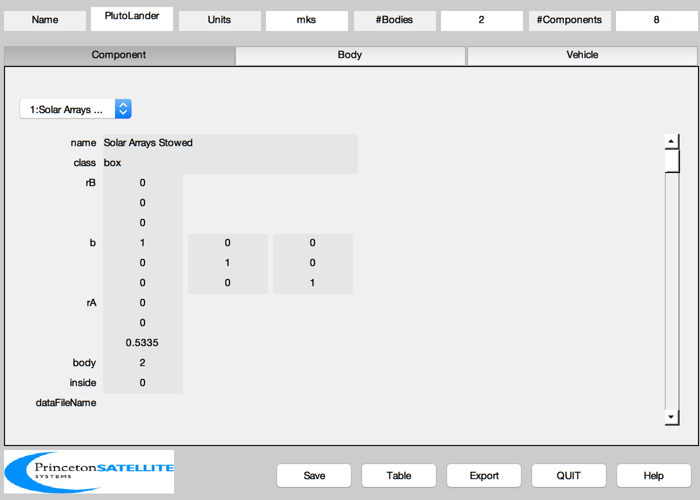 Name PlutoLander Units mks #Bodies 2 #Components 8
Component Body Vehicle
1:Solar Arrays ...
name Solar Arrays Stowed
class box
rB 0
0
0
b 1 0 0
0 1 0
0 0 1
rA 0
0
0.5335
body 2
inside 0
dataFileName
PrincetonSATELLITE
SYSTEMS
Save Table Export QUIT Help